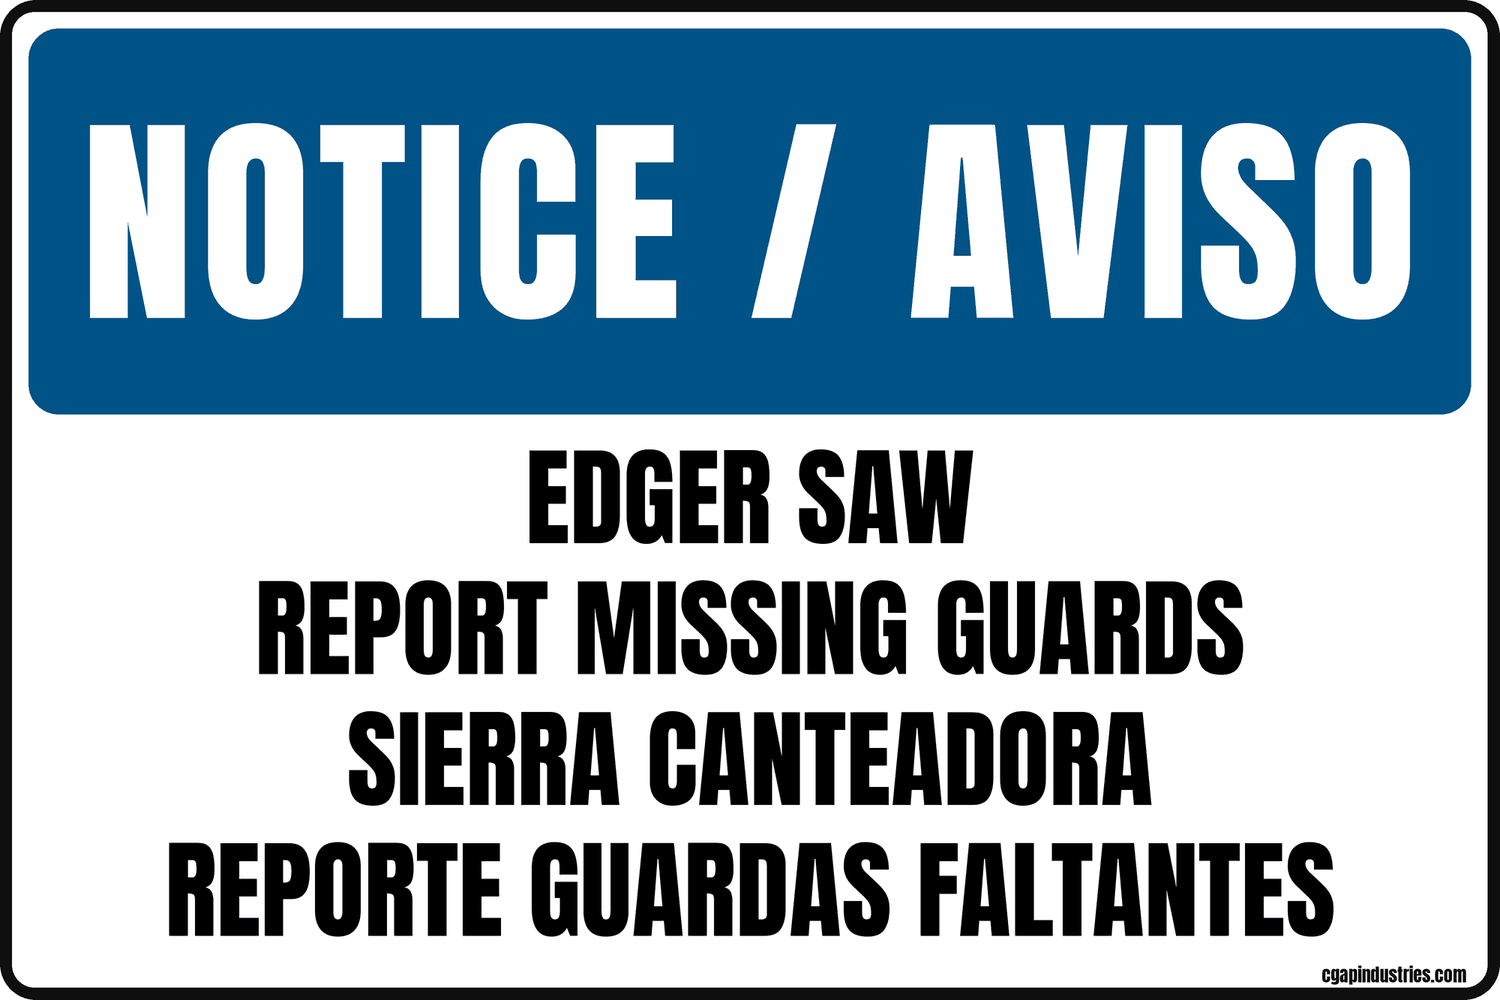 NOTICE / AVISO
EDGER SAW
REPORT MISSING GUARDS
SIERRA CANTEADORA
REPORTE GUARDAS FALTANTES
cgapindustries.com